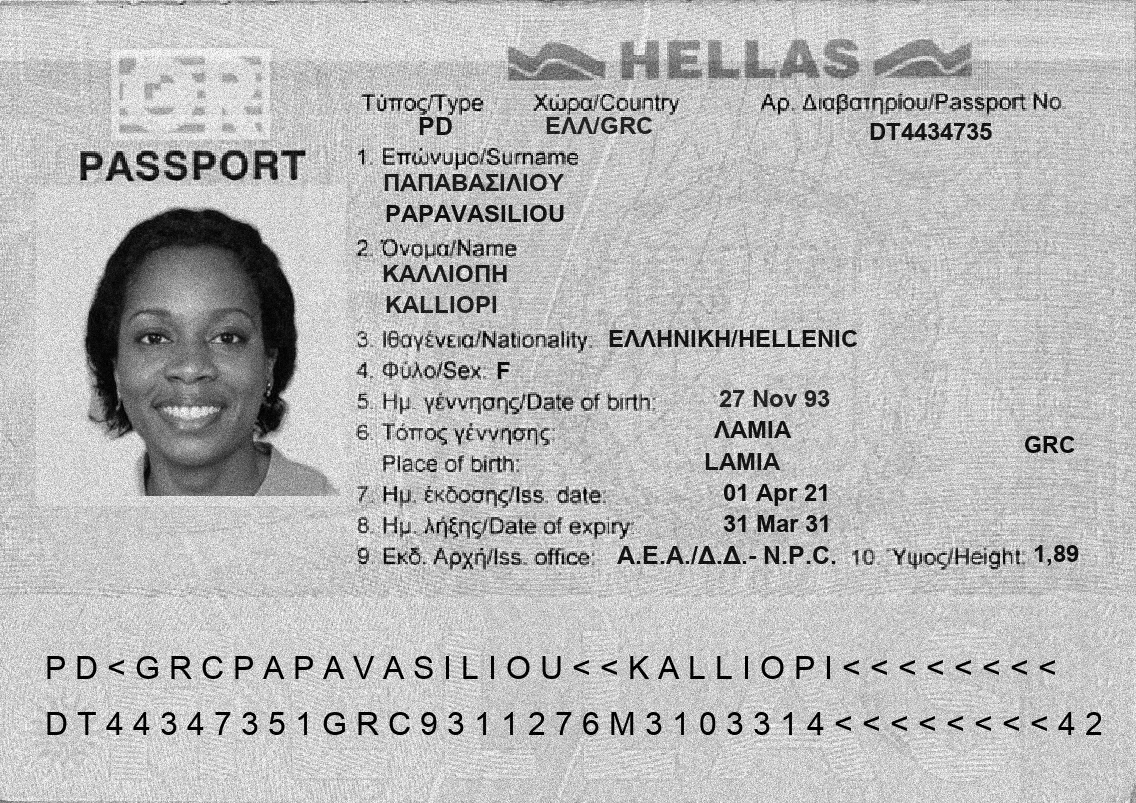 GR
HELLAS
PASSPORT
Τύπος/Type Χώρα/Country Αρ. Διαβατηρίου/Passport No.
PD ΕΛΛ/GRC DT4434735
1. Επώνυμο/Surname
ΠΑΠΑΒΑΣΙΛΙΟΥ
PAPAVASILIOU
2. Όνομα/Name
ΚΑΛΛΙΟΠΗ
KALLIOPI
3. Ιθαγένεια/Nationality: ΕΛΛΗΝΙΚΗ/HELLENIC
4. Φύλο/Sex: F
5. Ημ. γέννησης/Date of birth: 27 Nov 93
6. Τόπος γέννησης: ΛΑΜΙΑ
Place of birth: LAMIA GRC
7. Ημ. έκδοσης/Iss. date: 01 Apr 21
8. Ημ. λήξης/Date of expiry: 31 Mar 31
9 Εκδ. Αρχή/Iss. office: Α.Ε.Α./Δ.Δ.- N.P.C. 10. Ύψος/Height: 1,89
PD<GRCPAPAVASILIOU<<KALLIOPI<<<<<<<<
DT44347351GRC9311276M3103314<<<<<<<<42